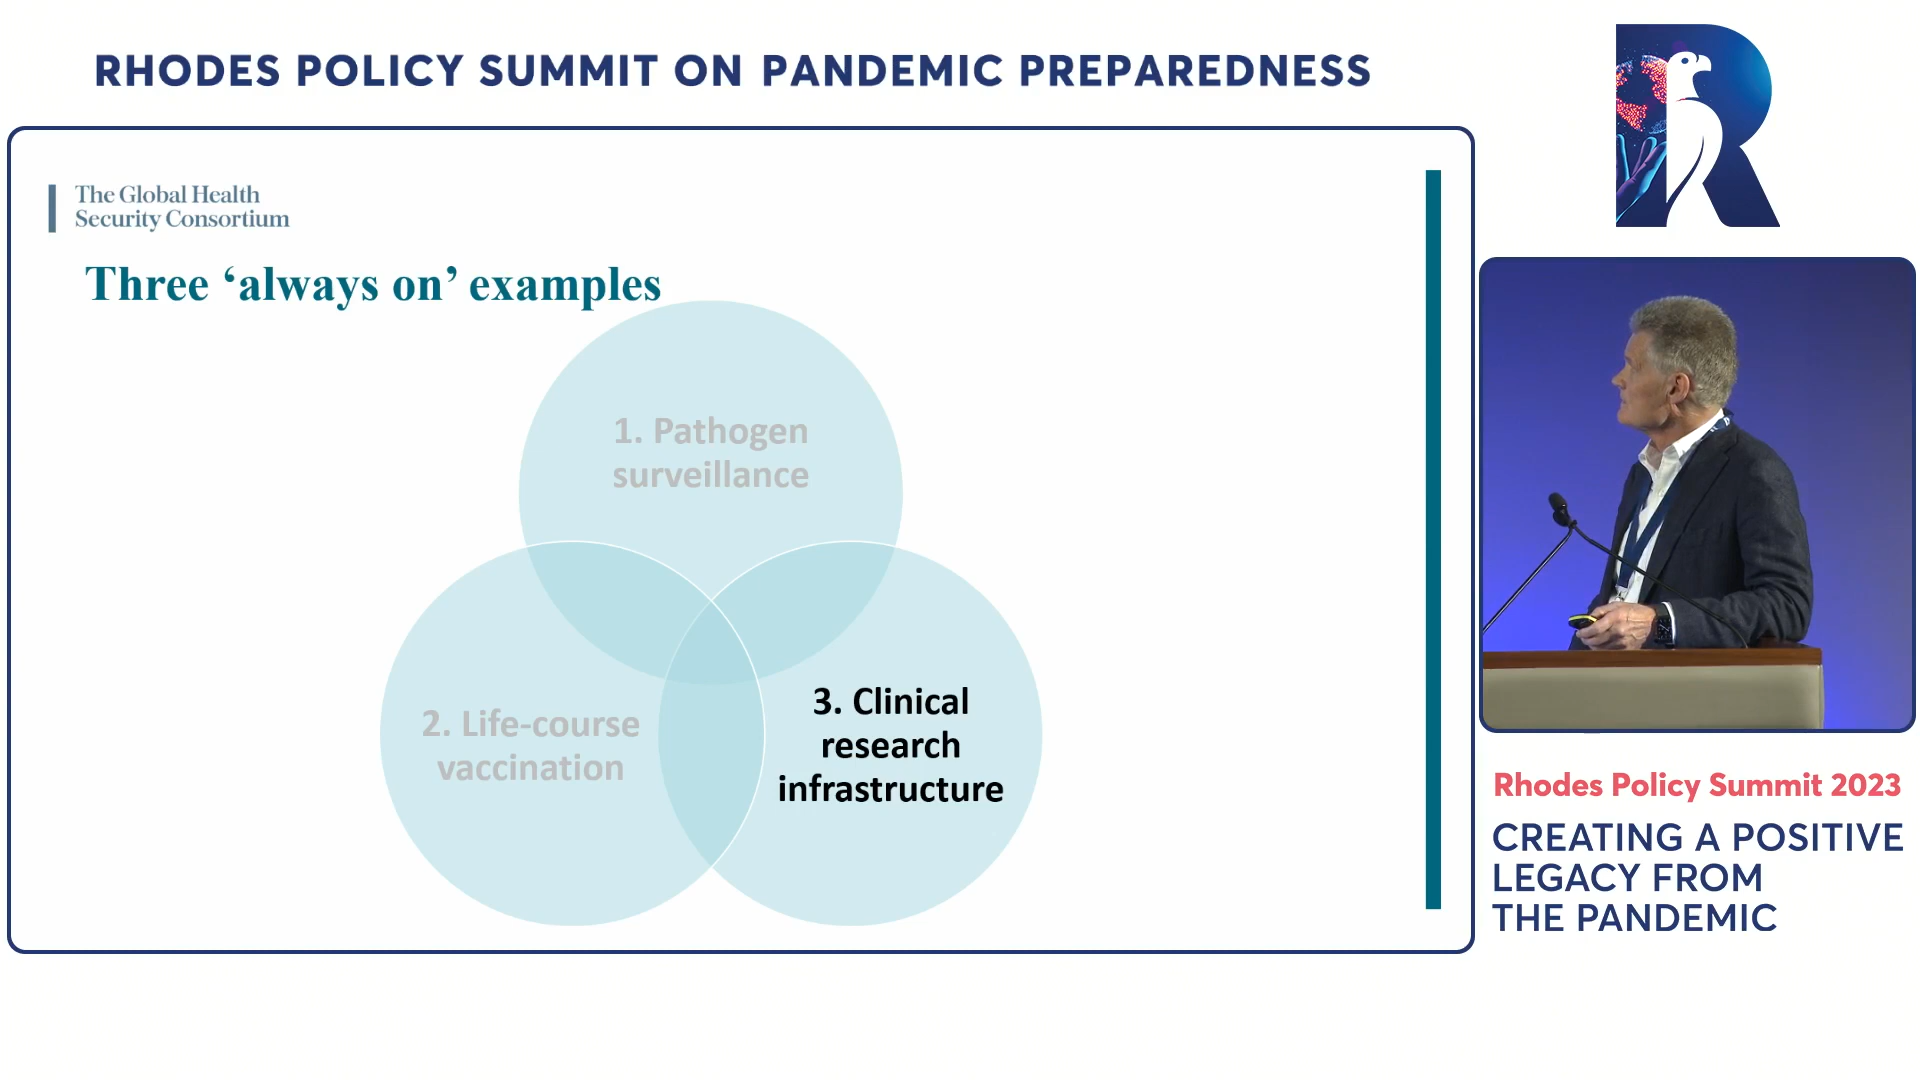 RHODES POLICY SUMMIT ON PANDEMIC PREPAREDNESS
The Global Health
Security Consortium
Three ‘always on’ examples
1. Pathogen
surveillance
2. Life-course
vaccination
3. Clinical
research
infrastructure
R
Rhodes Policy Summit 2023
CREATING A POSITIVE
LEGACY FROM
THE PANDEMIC